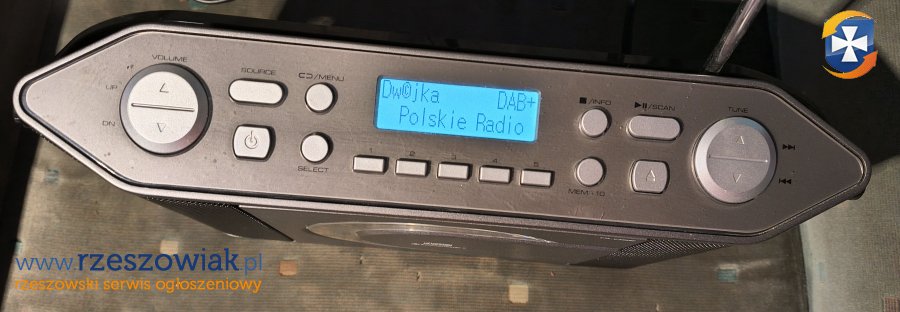 VOLUME
UP
DN
SOURCE
⊂⊃/MENU
SELECT
Dw©jka DAB+
Polskie Radio
1 2 3 4 5
■/INFO
▶II/SCAN
MEM +10
TUNE
▶▶I
I◀◀
www.rzeszowiak.pl
rzeszowski serwis ogłoszeniowy